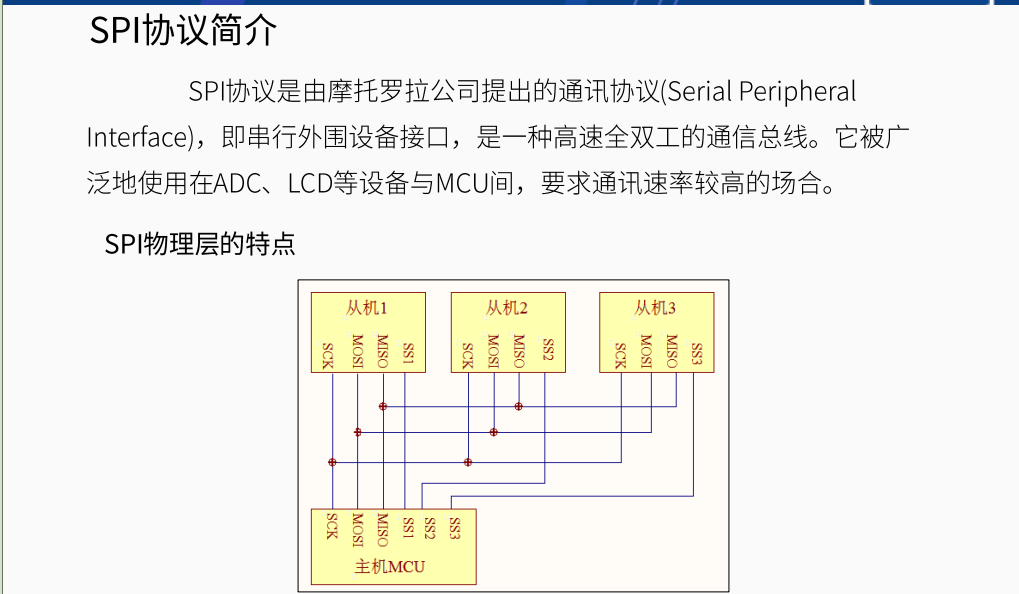 SPI协议简介
SPI协议是由摩托罗拉公司提出的通讯协议(Serial Peripheral
Interface)，即串行外围设备接口，是一种高速全双工的通信总线。它被广
泛地使用在ADC、LCD等设备与MCU间，要求通讯速率较高的场合。
SPI物理层的特点
从机1
SCK MOSI MISO SS1
从机2
SCK MOSI MISO SS2
从机3
SCK MOSI MISO SS3
SCK MOSI MISO SS1 SS2 SS3
主机MCU